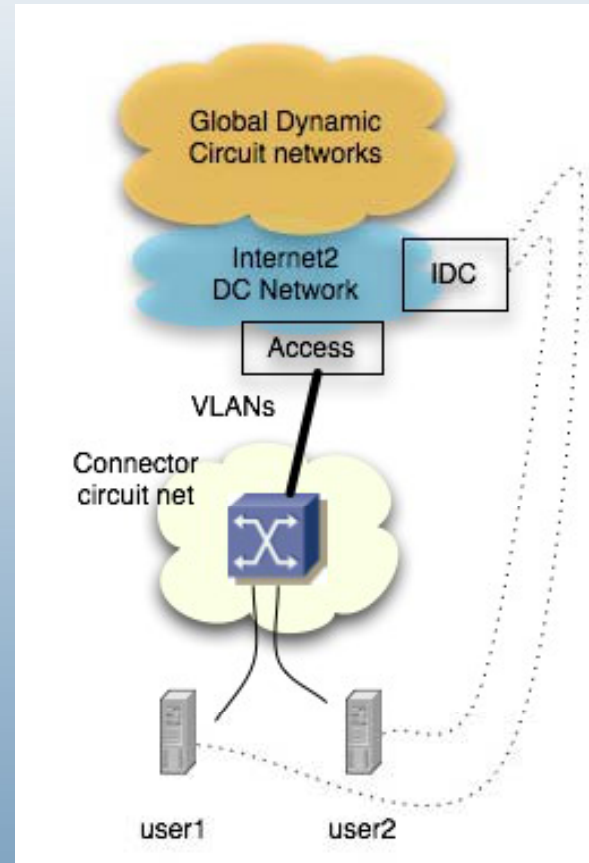 Global Dynamic
Circuit networks
Internet2
DC Network
IDC
Access
VLANs
Connector
circuit net
user1
user2